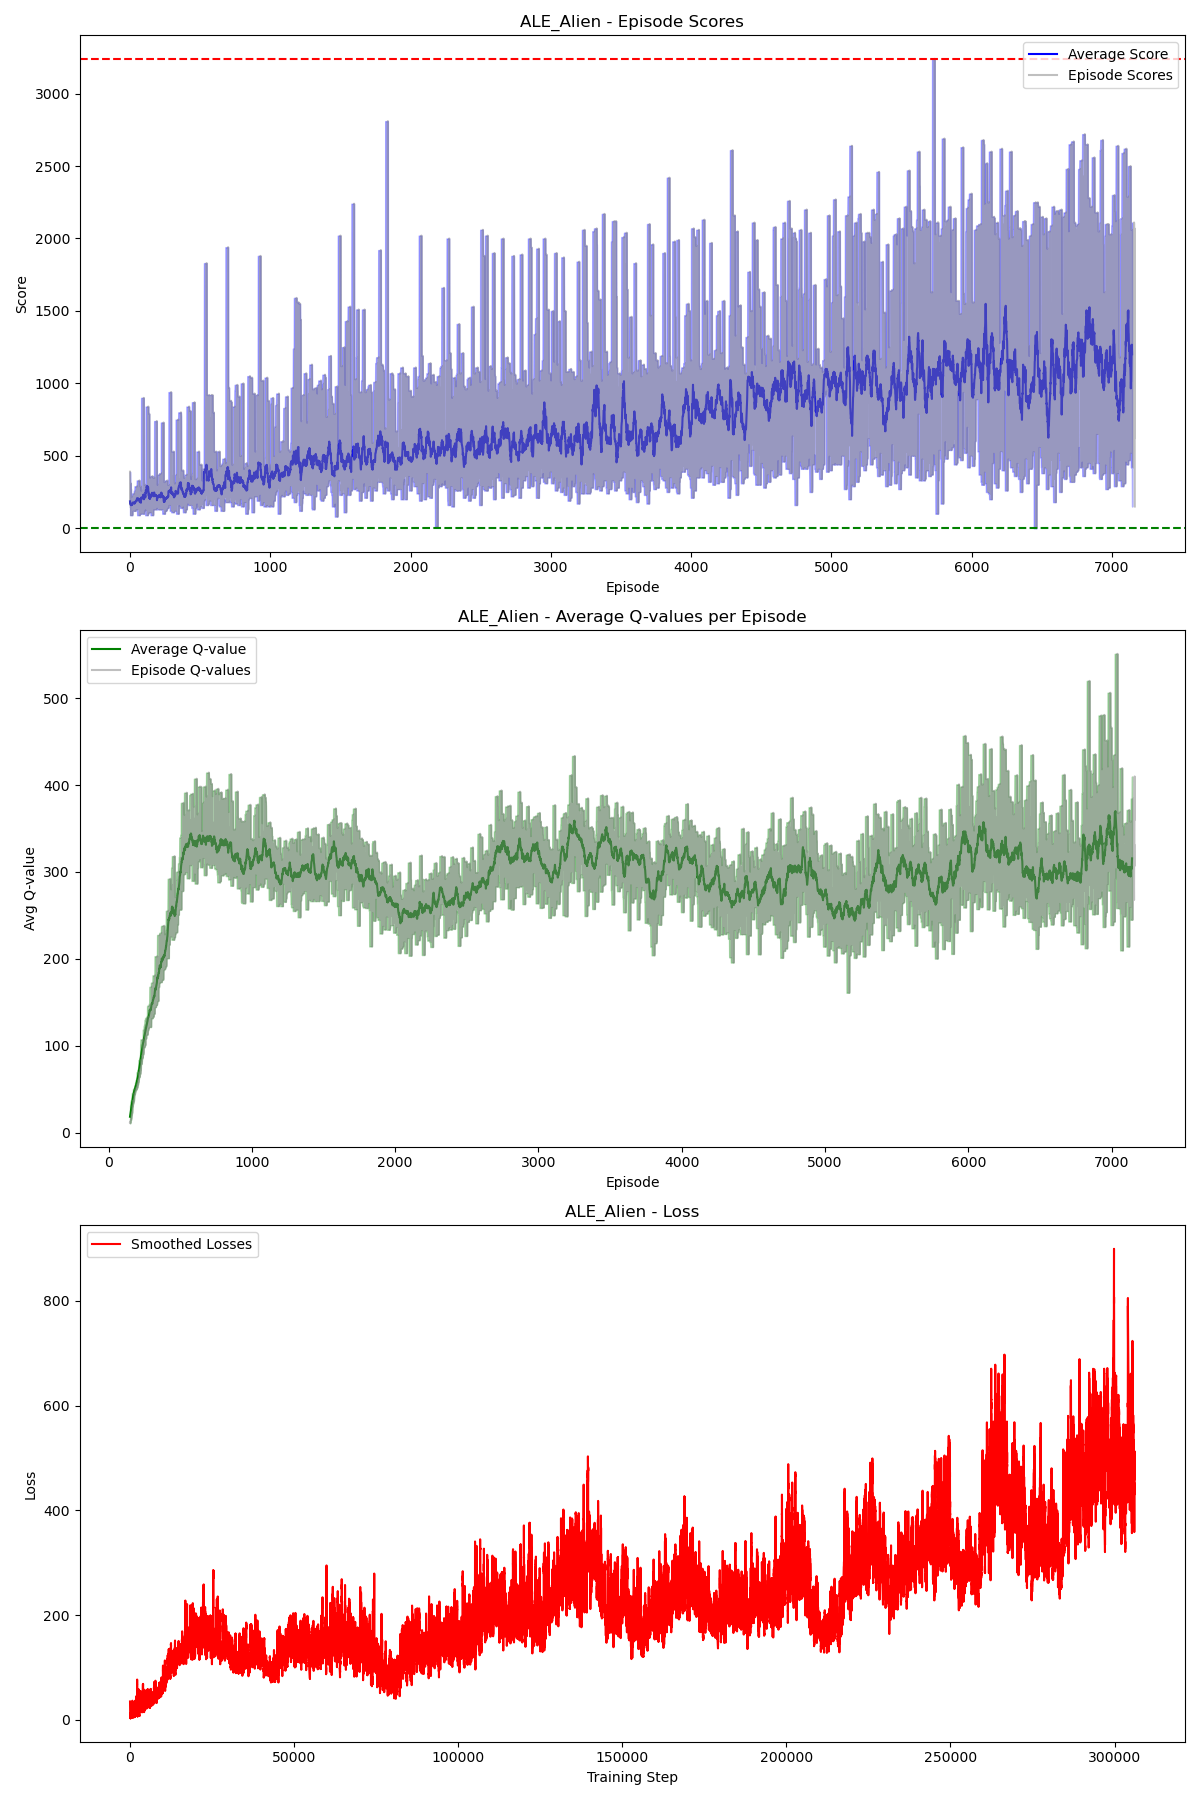 ALE_Alien - Episode Scores
Average Score
Episode Scores
Score
3000
2500
2000
1500
1000
500
0
0 1000 2000 3000 4000 5000 6000 7000
Episode
ALE_Alien - Average Q-values per Episode
Average Q-value
Episode Q-values
Avg Q-value
500
400
300
200
100
0
0 1000 2000 3000 4000 5000 6000 7000
Episode
ALE_Alien - Loss
Smoothed Losses
Loss
800
600
400
200
0
0 50000 100000 150000 200000 250000 300000
Training Step